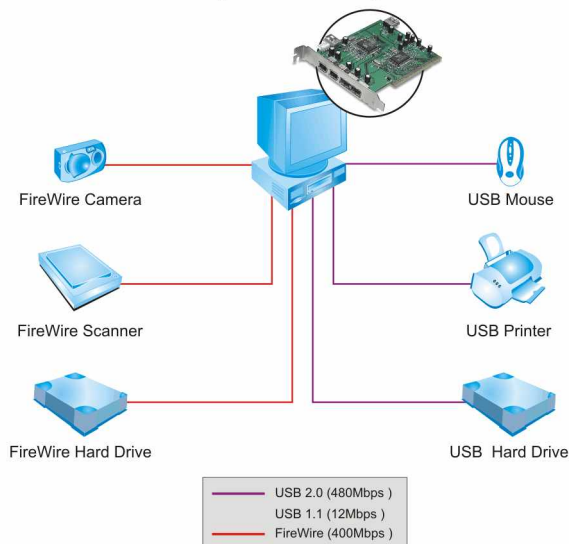 FireWire Camera
USB Mouse
FireWire Scanner
USB Printer
FireWire Hard Drive
USB Hard Drive
USB 2.0 (480Mbps )
USB 1.1 (12Mbps )
FireWire (400Mbps )